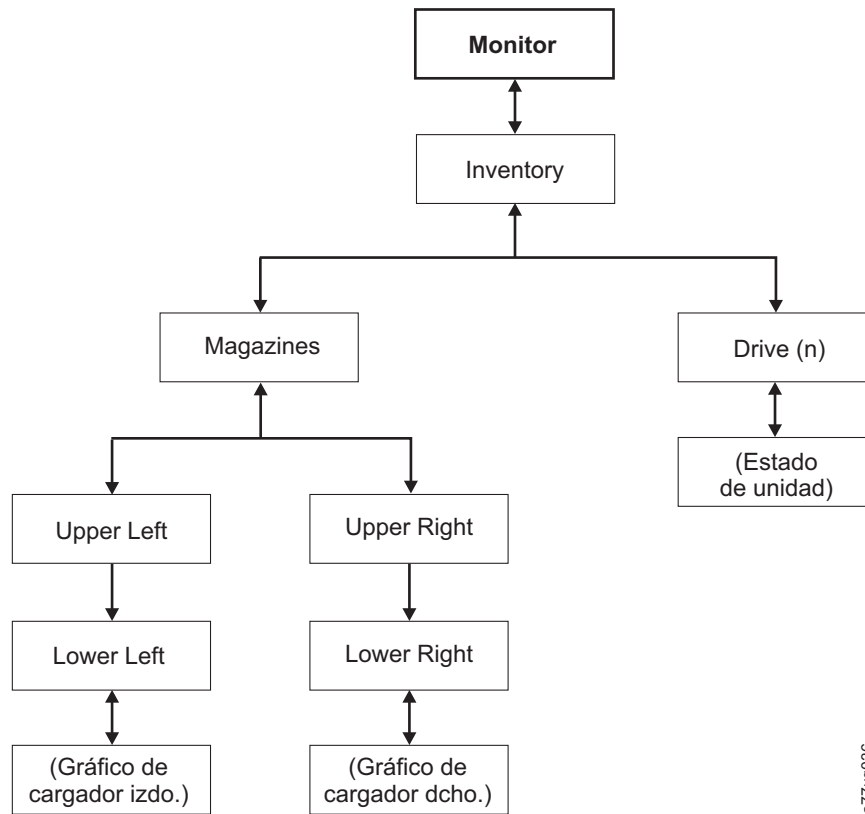 Monitor
Inventory
Magazines
Drive (n)
(Estado
de unidad)
Upper Left
Upper Right
Lower Left
Lower Right
(Gráfico de
cargador izdo.)
(Gráfico de
cargador dcho.)